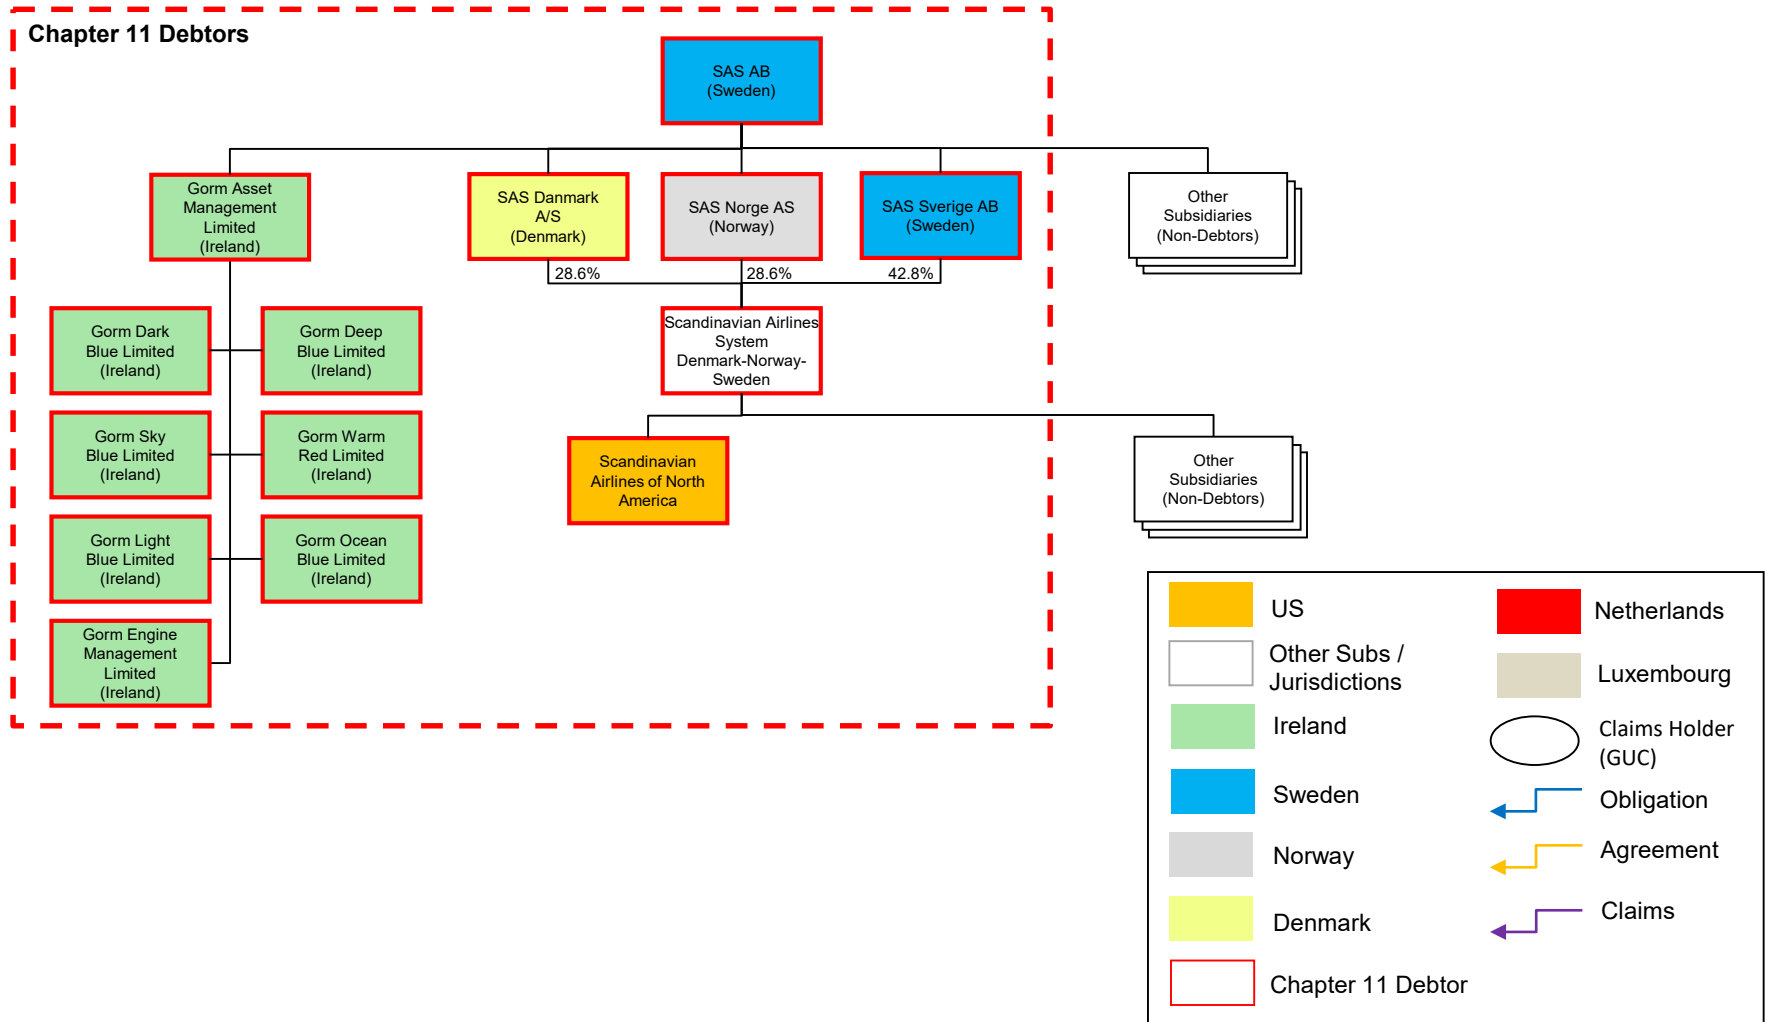 Chapter 11 Debtors
SAS AB
(Sweden)
Gorm Asset
Management
Limited
(Ireland)
SAS Danmark
A/S
(Denmark)
SAS Norge AS
(Norway)
SAS Sverige AB
(Sweden)
Other
Subsidiaries
(Non-Debtors)
28.6%
28.6%
42.8%
Gorm Dark
Blue Limited
(Ireland)
Gorm Deep
Blue Limited
(Ireland)
Scandinavian Airlines
System
Denmark-Norway-
Sweden
Gorm Sky
Blue Limited
(Ireland)
Gorm Warm
Red Limited
(Ireland)
Scandinavian
Airlines of North
America
Other
Subsidiaries
(Non-Debtors)
Gorm Light
Blue Limited
(Ireland)
Gorm Ocean
Blue Limited
(Ireland)
Gorm Engine
Management
Limited
(Ireland)
US
Other Subs /
Jurisdictions
Ireland
Sweden
Norway
Denmark
Chapter 11 Debtor
Netherlands
Luxembourg
Claims Holder
(GUC)
Obligation
Agreement
Claims